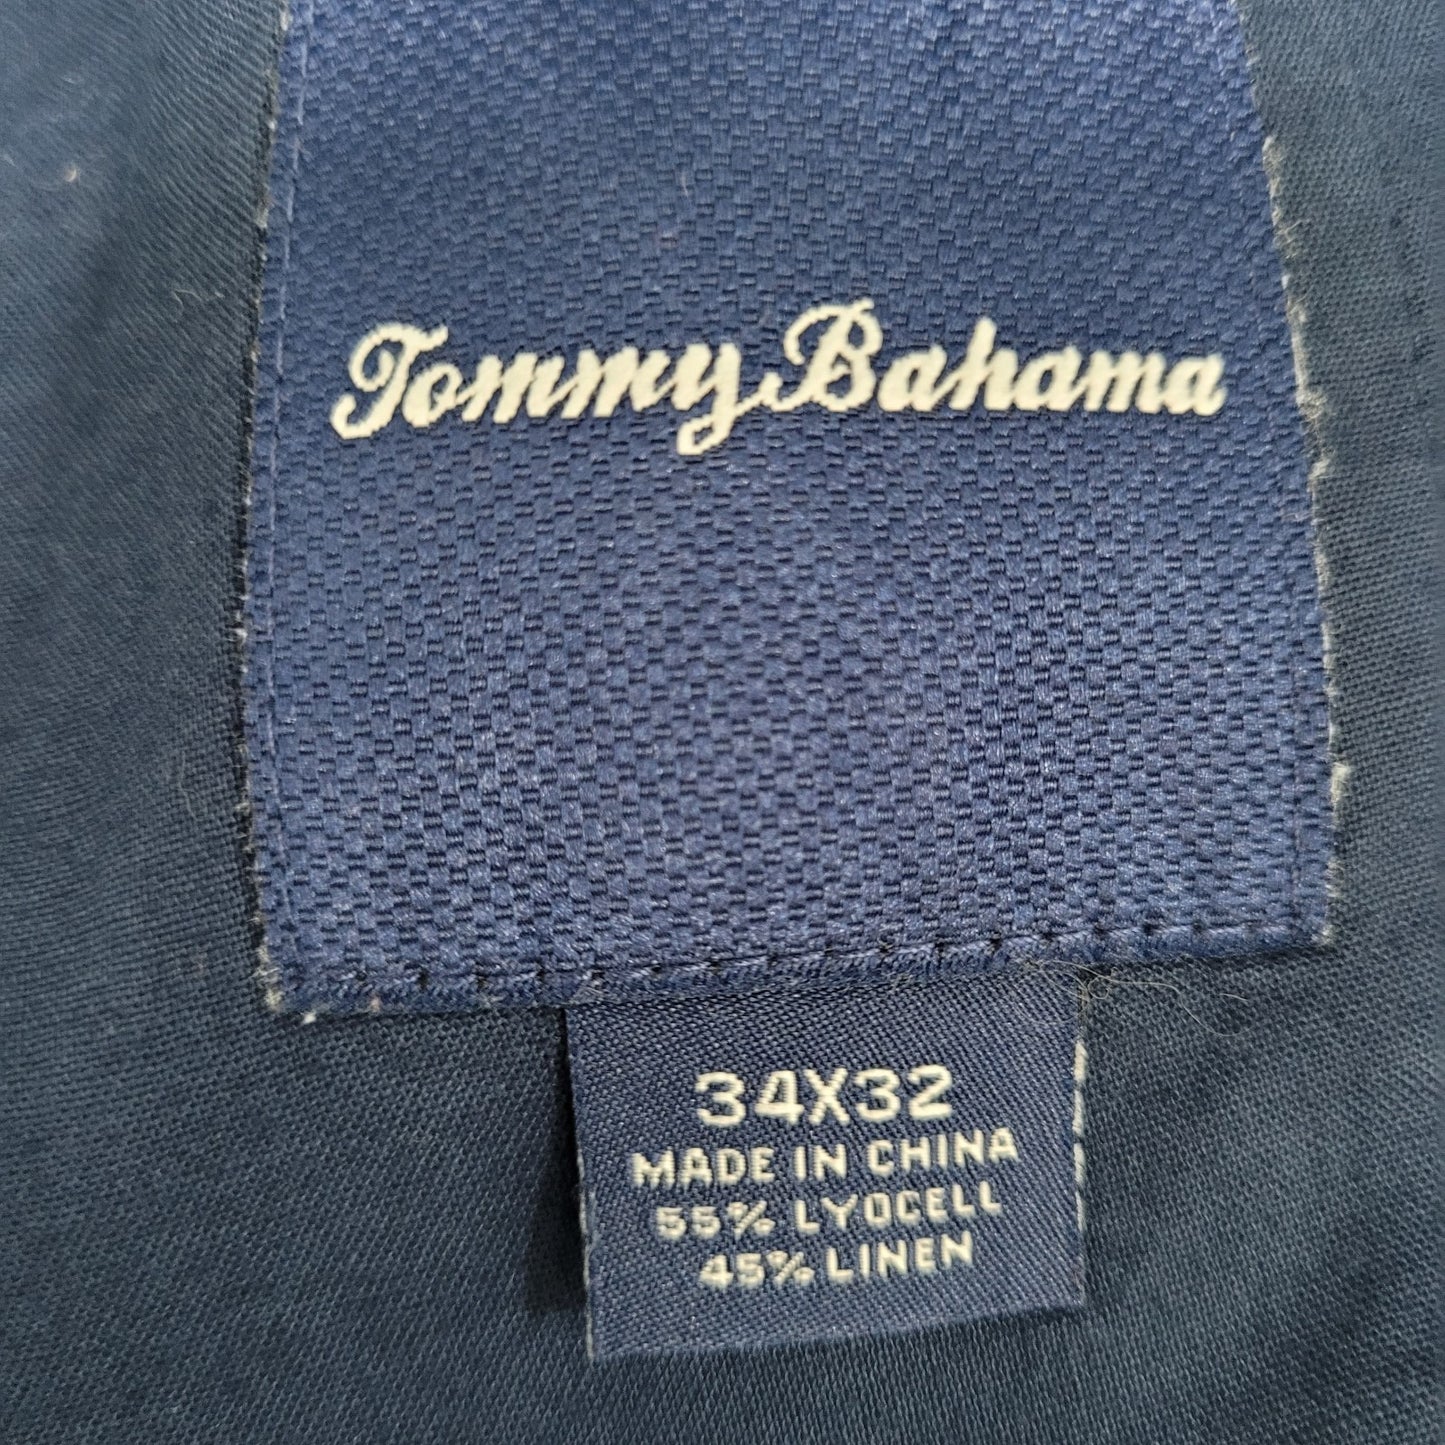 Tommy Bahama
34X32
MADE IN CHINA
55% LYOCELL
45% LINEN